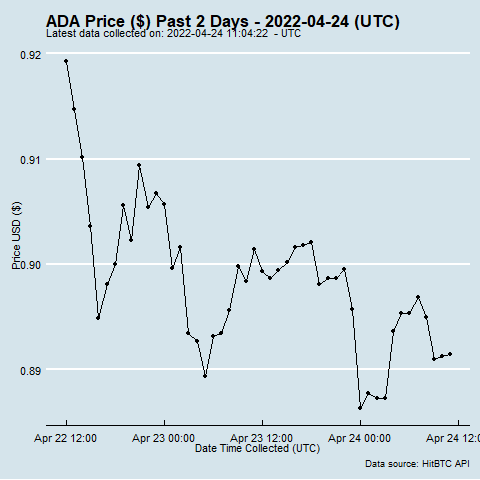 ADA Price ($) Past 2 Days - 2022-04-24 (UTC)
Latest data collected on: 2022-04-24 11:04:22 - UTC
0.92
0.91
0.90
0.89
Price USD ($)
Apr 22 12:00 Apr 23 00:00 Apr 23 12:00 Apr 24 00:00 Apr 24 12:0
Date Time Collected (UTC)
Data source: HitBTC API